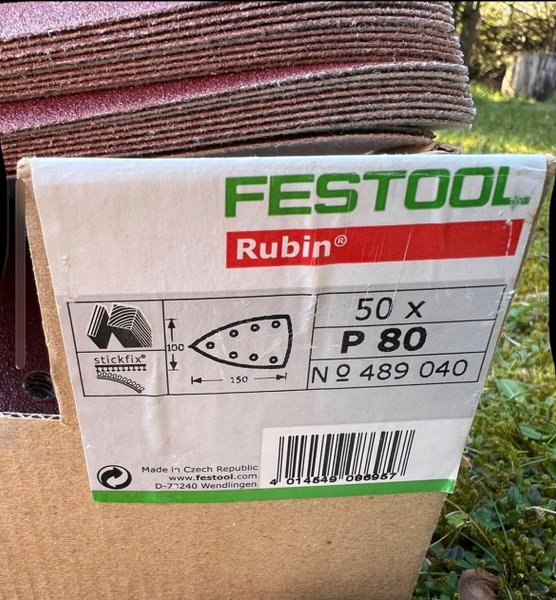 FESTOOL
Rubin®
50 x
P 80
Nº 489 040
stickfix®
100
150
Made in Czech Republic
www.festool.com
Wendlingen
4 014549